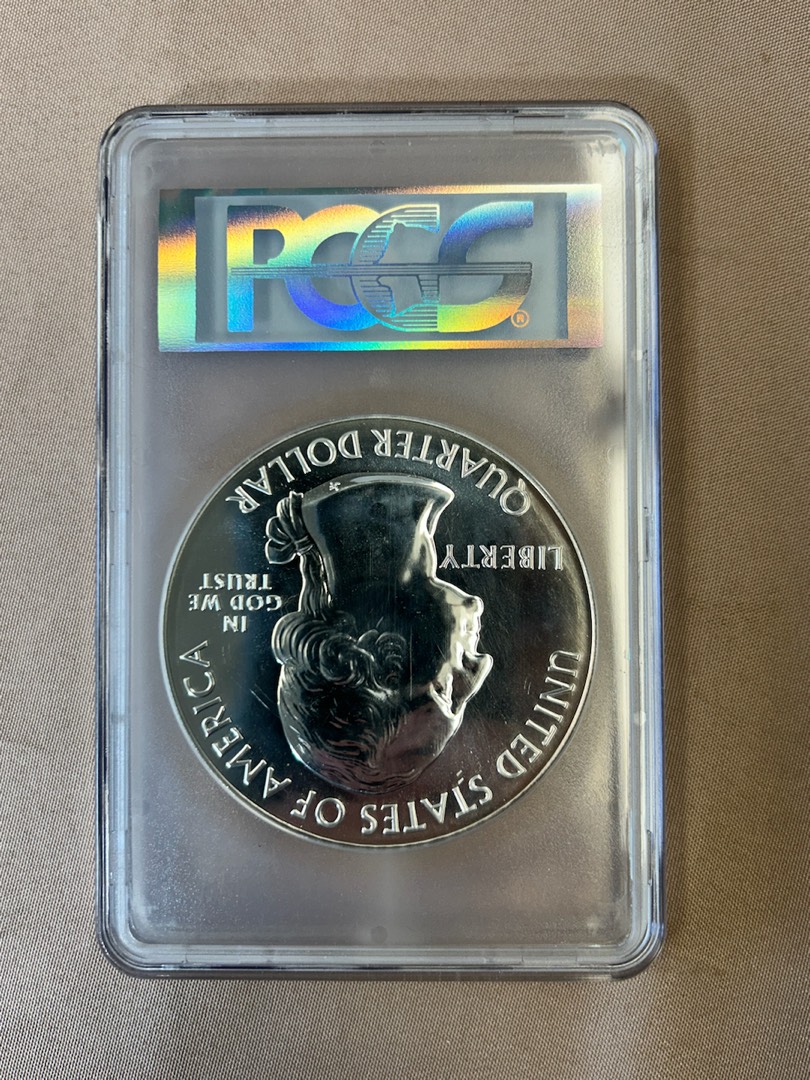 PCGS®
UNITED STATES OF AMERICA
LIBERTY
IN
GOD WE
TRUST
QUARTER DOLLAR